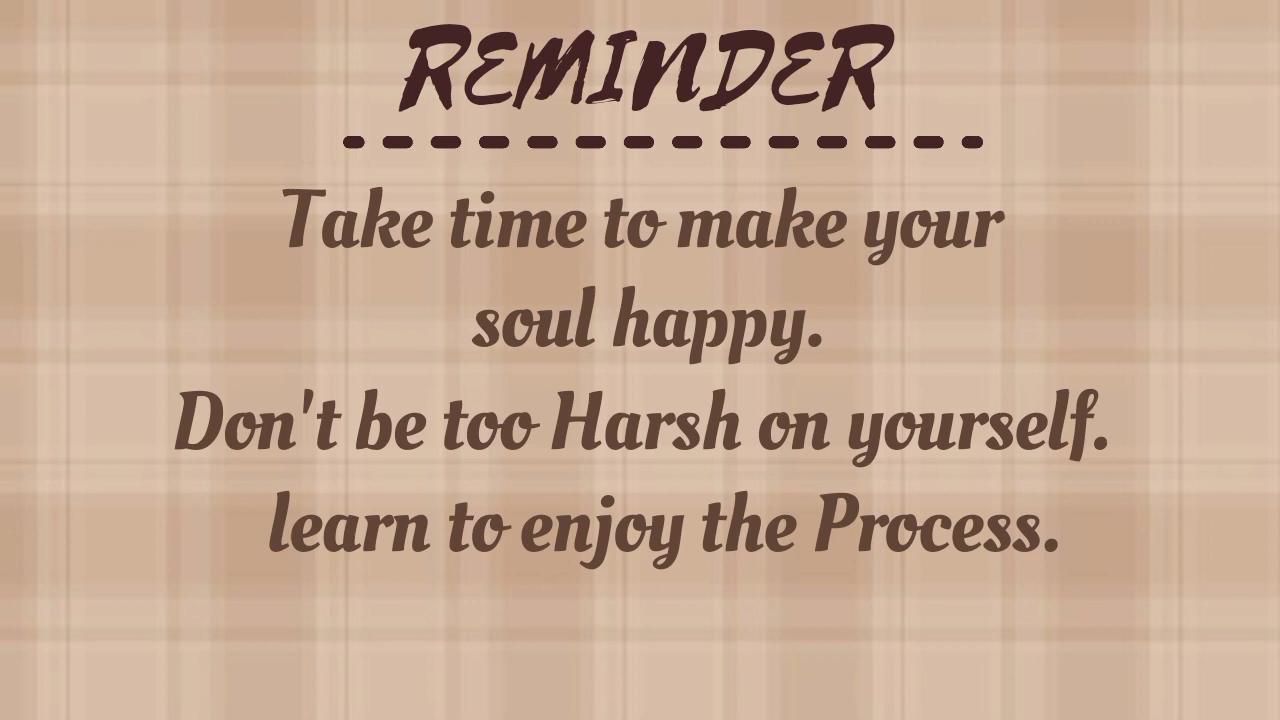 REMINDER
Take time to make your
soul happy.
Don't be too Harsh on yourself.
learn to enjoy the Process.